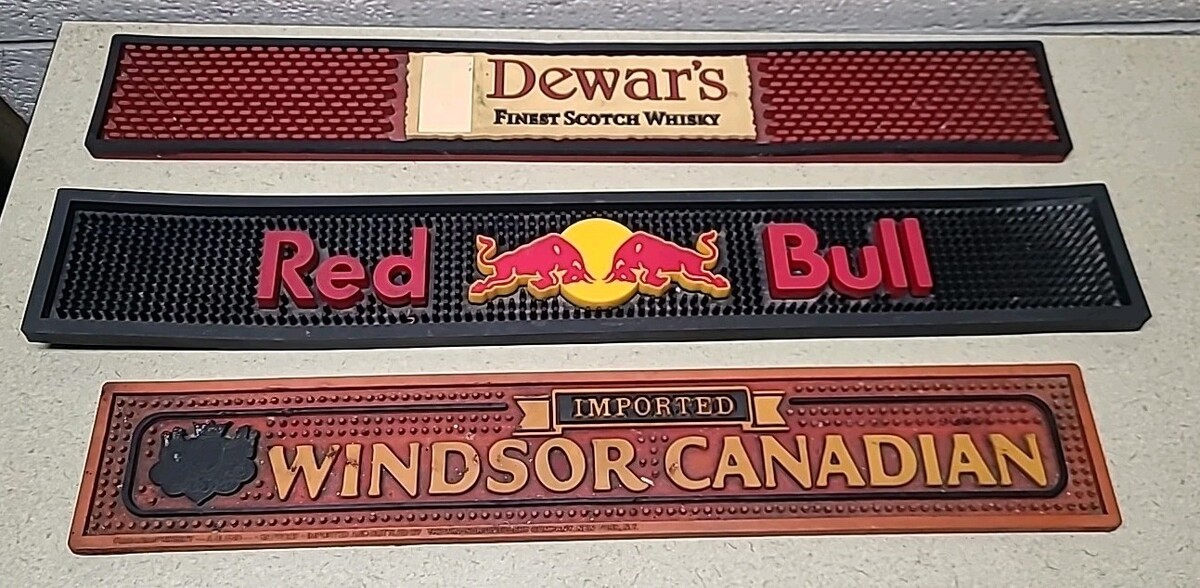 Dewar's
Finest Scotch Whisky
Red Bull
IMPORTED
WINDSOR CANADIAN